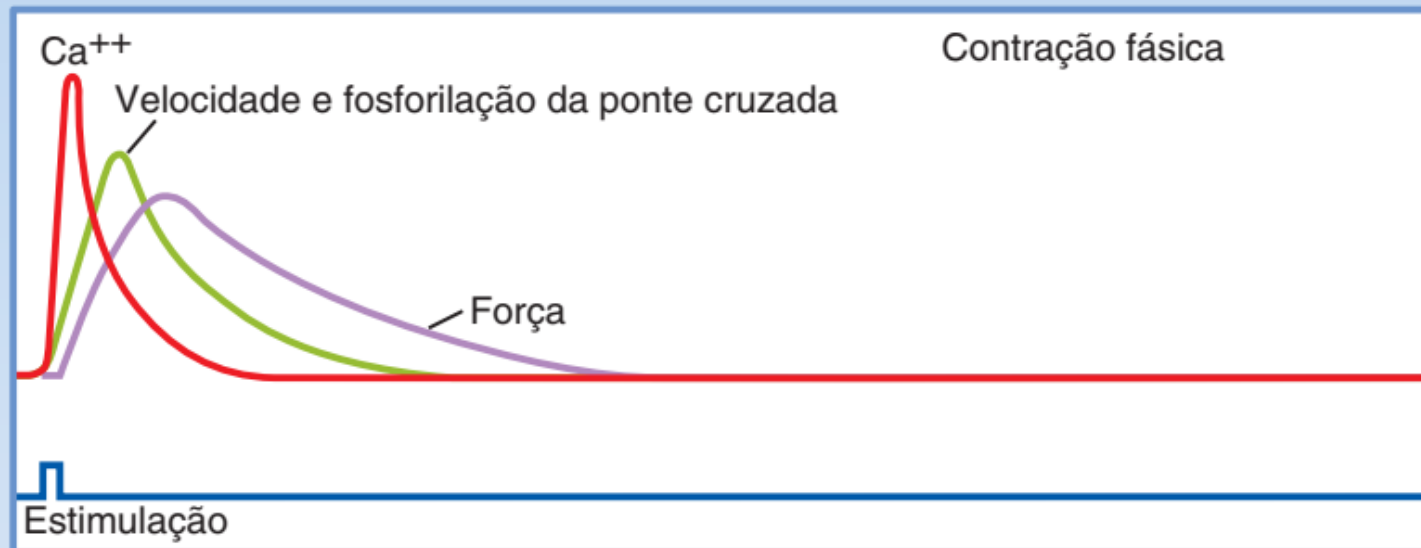 Ca++
Contração fásica
Velocidade e fosforilação da ponte cruzada
Força
Estimulação